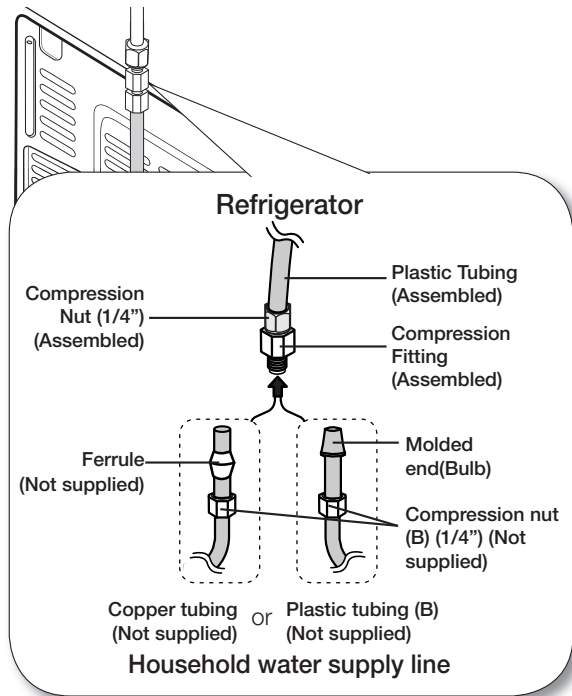 Refrigerator
Compression
Nut (1/4")
(Assembled)
Plastic Tubing
(Assembled)
Compression
Fitting
(Assembled)
Ferrule
(Not supplied)
Molded
end(Bulb)
Compression nut
(B) (1/4") (Not
supplied)
Copper tubing
(Not supplied)
or
Plastic tubing (B)
(Not supplied)
Household water supply line